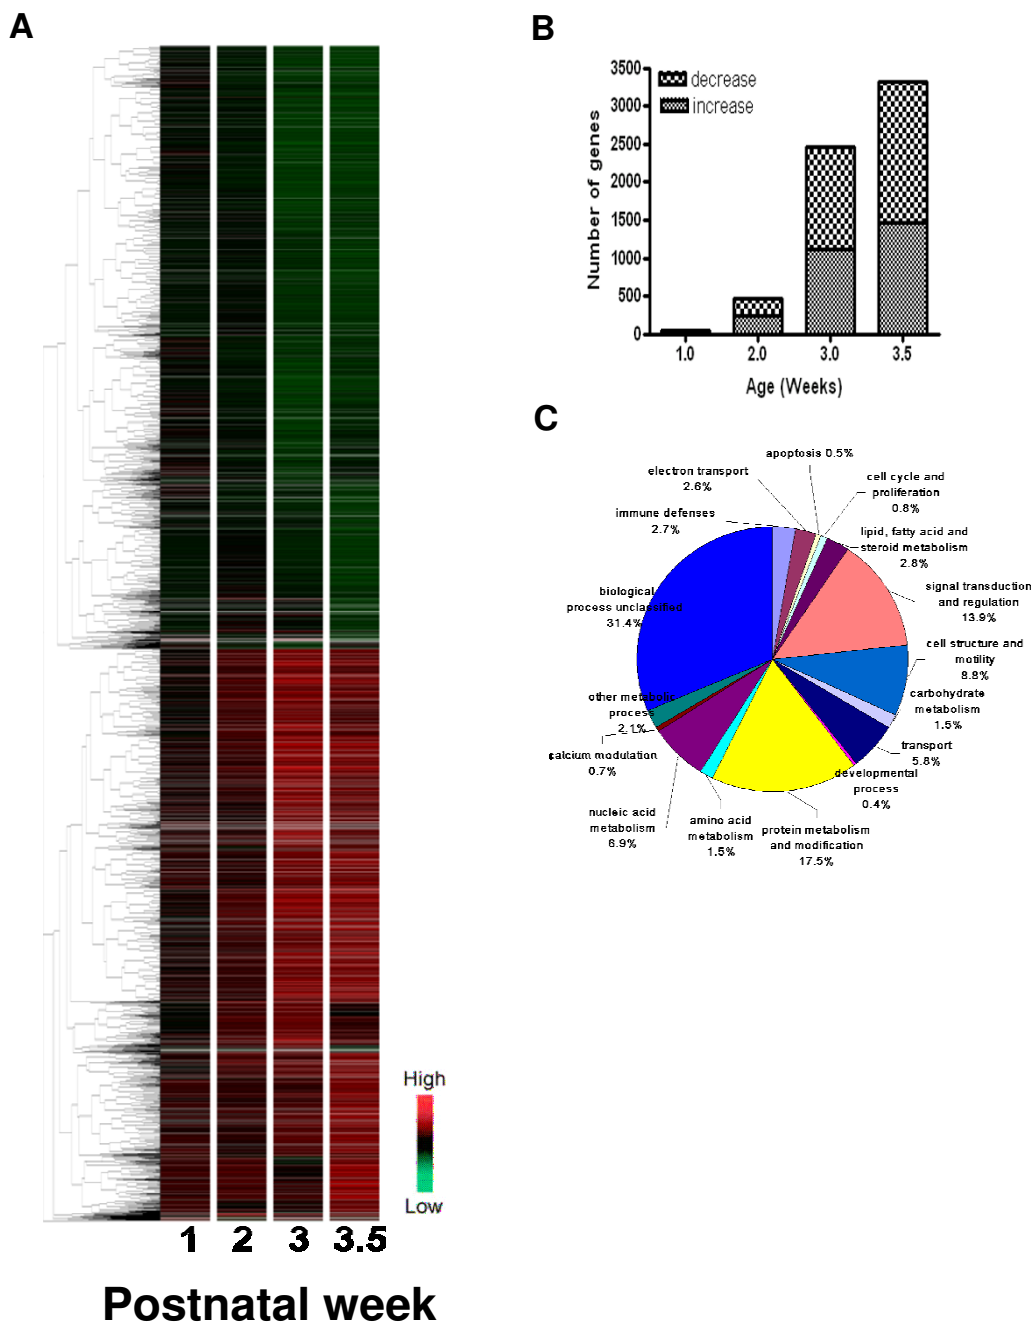 A
High
Low
1 2 3 3.5
Postnatal week
B
Number of genes
3500
3000
2500
2000
1500
1000
500
0
decrease
increase
1.0 2.0 3.0 3.5
Age (Weeks)
C
apoptosis 0.5%
electron transport
2.6%
cell cycle and
proliferation
0.8%
immune defenses
2.7%
lipid, fatty acid and
steroid metabolism
2.8%
signal transduction
and regulation
13.9%
biological
process unclassified
31.4%
cell structure and
motility
8.8%
carbohydrate
metabolism
1.5%
other metabolic
process
2.1%
transport
5.8%
calcium modulation
0.7%
developmental
process
0.4%
nucleic acid
metabolism
6.9%
amino acid
metabolism
1.5%
protein metabolism
and modification
17.5%